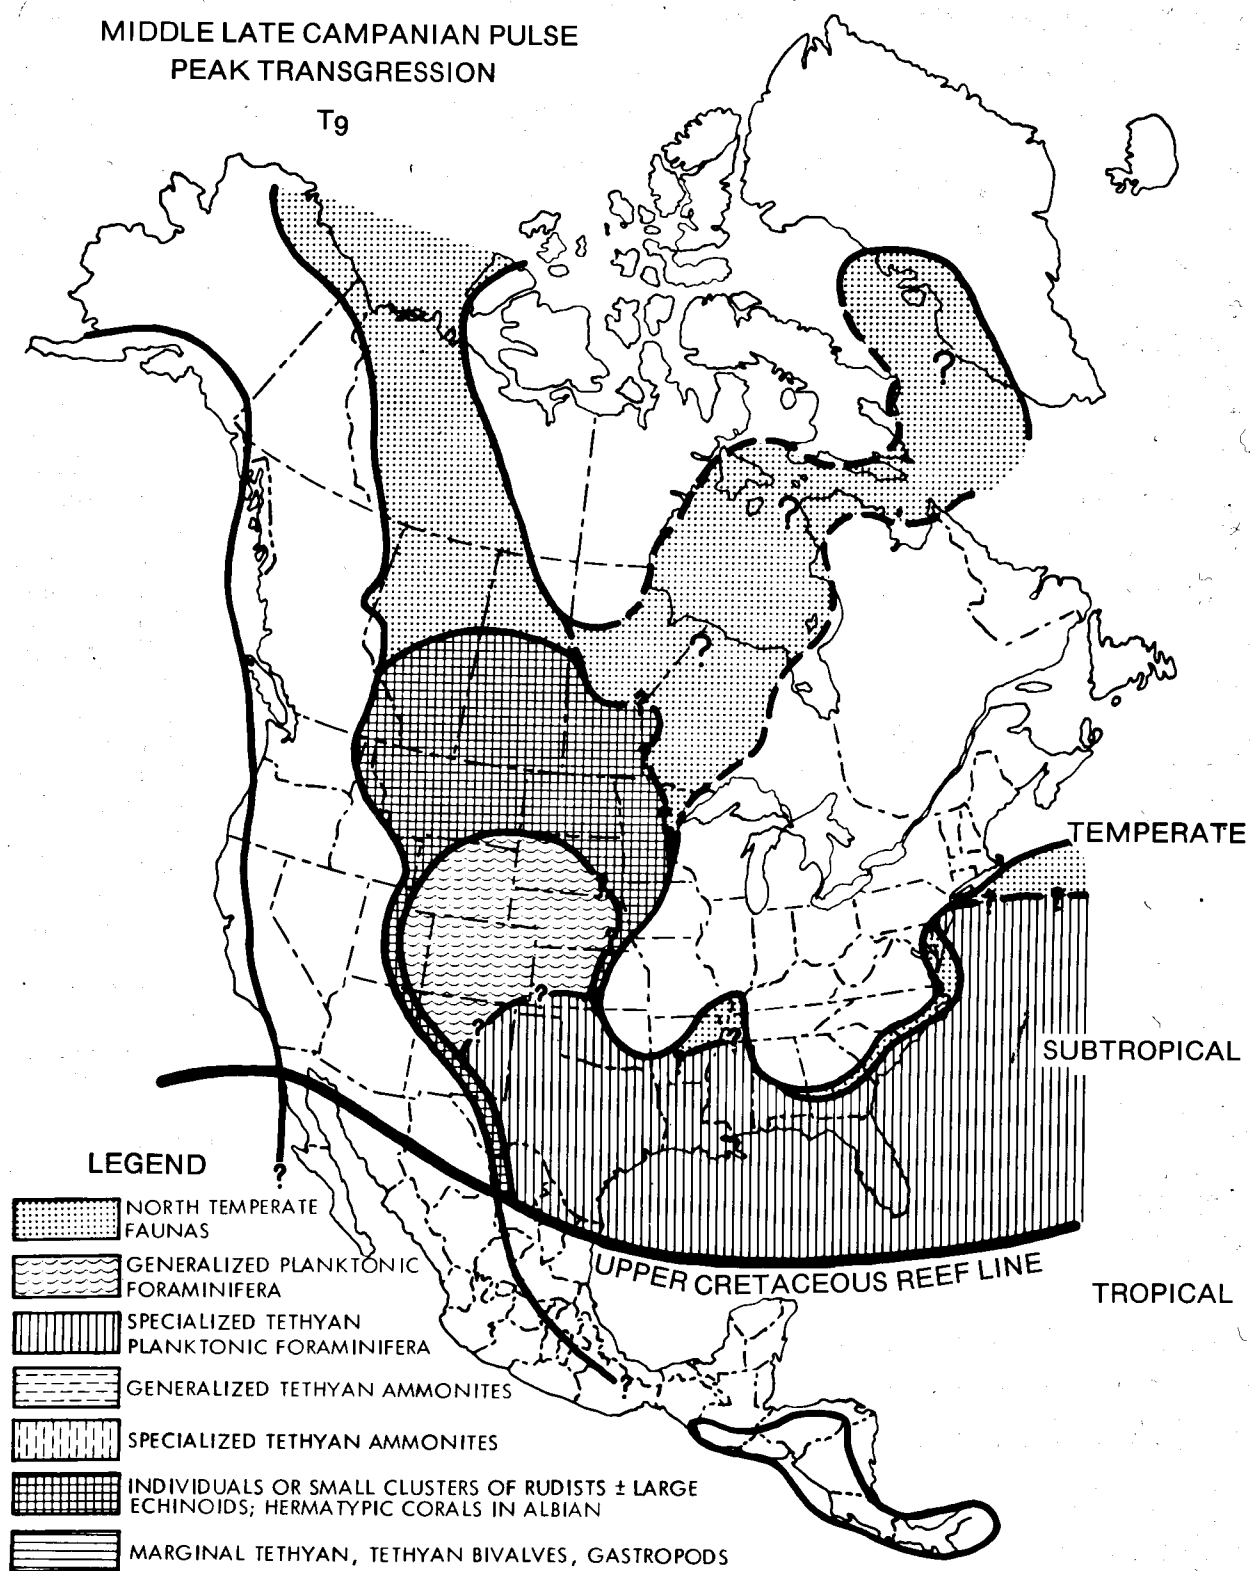 MIDDLE LATE CAMPANIAN PULSE
PEAK TRANSGRESSION
T9
?
?
?
?
TEMPERATE
?
?
?
?
?
SUBTROPICAL
?
LEGEND
NORTH TEMPERATE
FAUNAS
GENERALIZED PLANKTONIC
FORAMINIFERA
SPECIALIZED TETHYAN
PLANKTONIC FORAMINIFERA
GENERALIZED TETHYAN AMMONITES
SPECIALIZED TETHYAN AMMONITES
INDIVIDUALS OR SMALL CLUSTERS OF RUDISTS ± LARGE
ECHINOIDS; HERMATYPIC CORALS IN ALBIAN
MARGINAL TETHYAN, TETHYAN BIVALVES, GASTROPODS
UPPER CRETACEOUS REEF LINE
TROPICAL
?